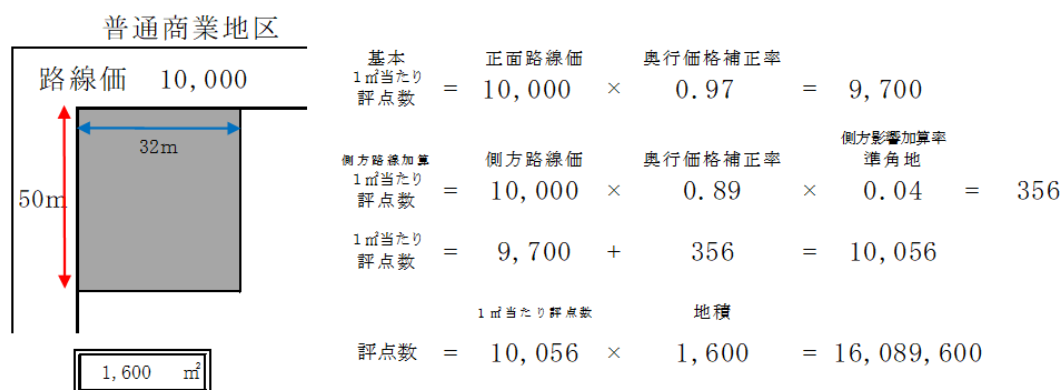 普通商業地区
路線価 10,000
32m
50m
1,600 ㎡
基本 正面路線価 奥行価格補正率
1㎡当たり
評点数 = 10,000 × 0.97 = 9,700
側方影響加算率
側方路線加算 側方路線価 奥行価格補正率 準角地
1㎡当たり
評点数 = 10,000 × 0.89 × 0.04 = 356
1㎡当たり
評点数 = 9,700 + 356 = 10,056
1㎡当たり評点数 地積
評点数 = 10,056 × 1,600 = 16,089,600